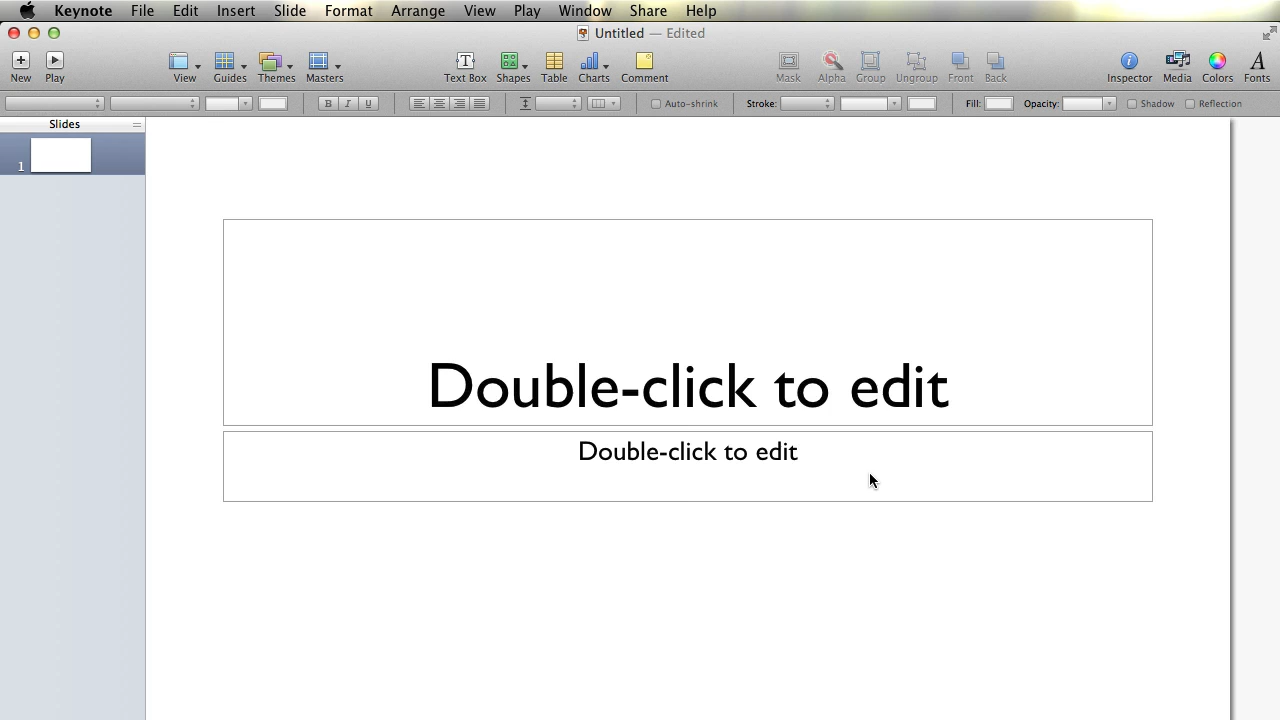 Keynote File Edit Insert Slide Format Arrange View Play Window Share Help
Untitled — Edited
New Play View Guides Themes Masters Text Box Shapes Table Charts Comment Mask Alpha Group Ungroup Front Back Inspector Media Colors Fonts
B I U Auto-shrink Stroke: Fill: Opacity: Shadow Reflection
Slides
1
Double-click to edit
Double-click to edit